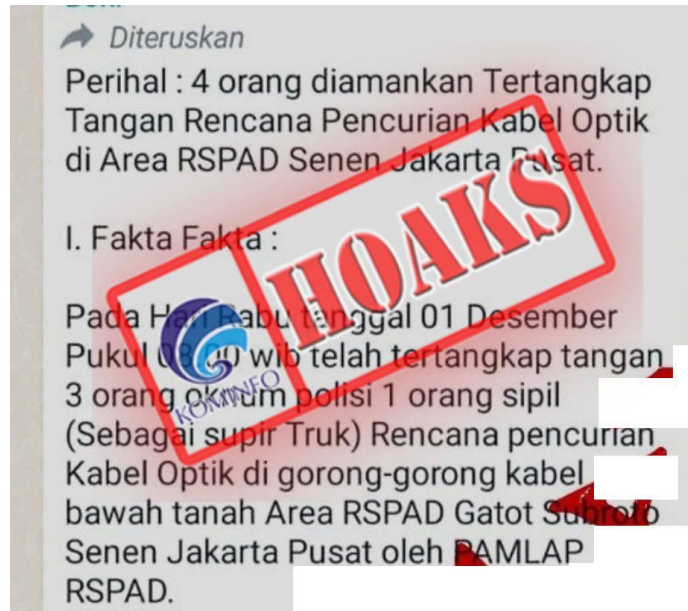 Diteruskan
Perihal : 4 orang diamankan Tertangkap
Tangan Rencana Pencurian Kabel Optik
di Area RSPAD Senen Jakarta Pusat.
I. Fakta Fakta :
HOAKS
Pada Hari Rabu tanggal 01 Desember
Pukul 03.00 wib telah tertangkap tangan
3 orang oknum polisi 1 orang sipil
KOMINFO
(Sebagai supir Truk) Rencana pencurian
Kabel Optik di gorong-gorong kabel
bawah tanah Area RSPAD Gatot Subroto
Senen Jakarta Pusat oleh PAMLAP
RSPAD.